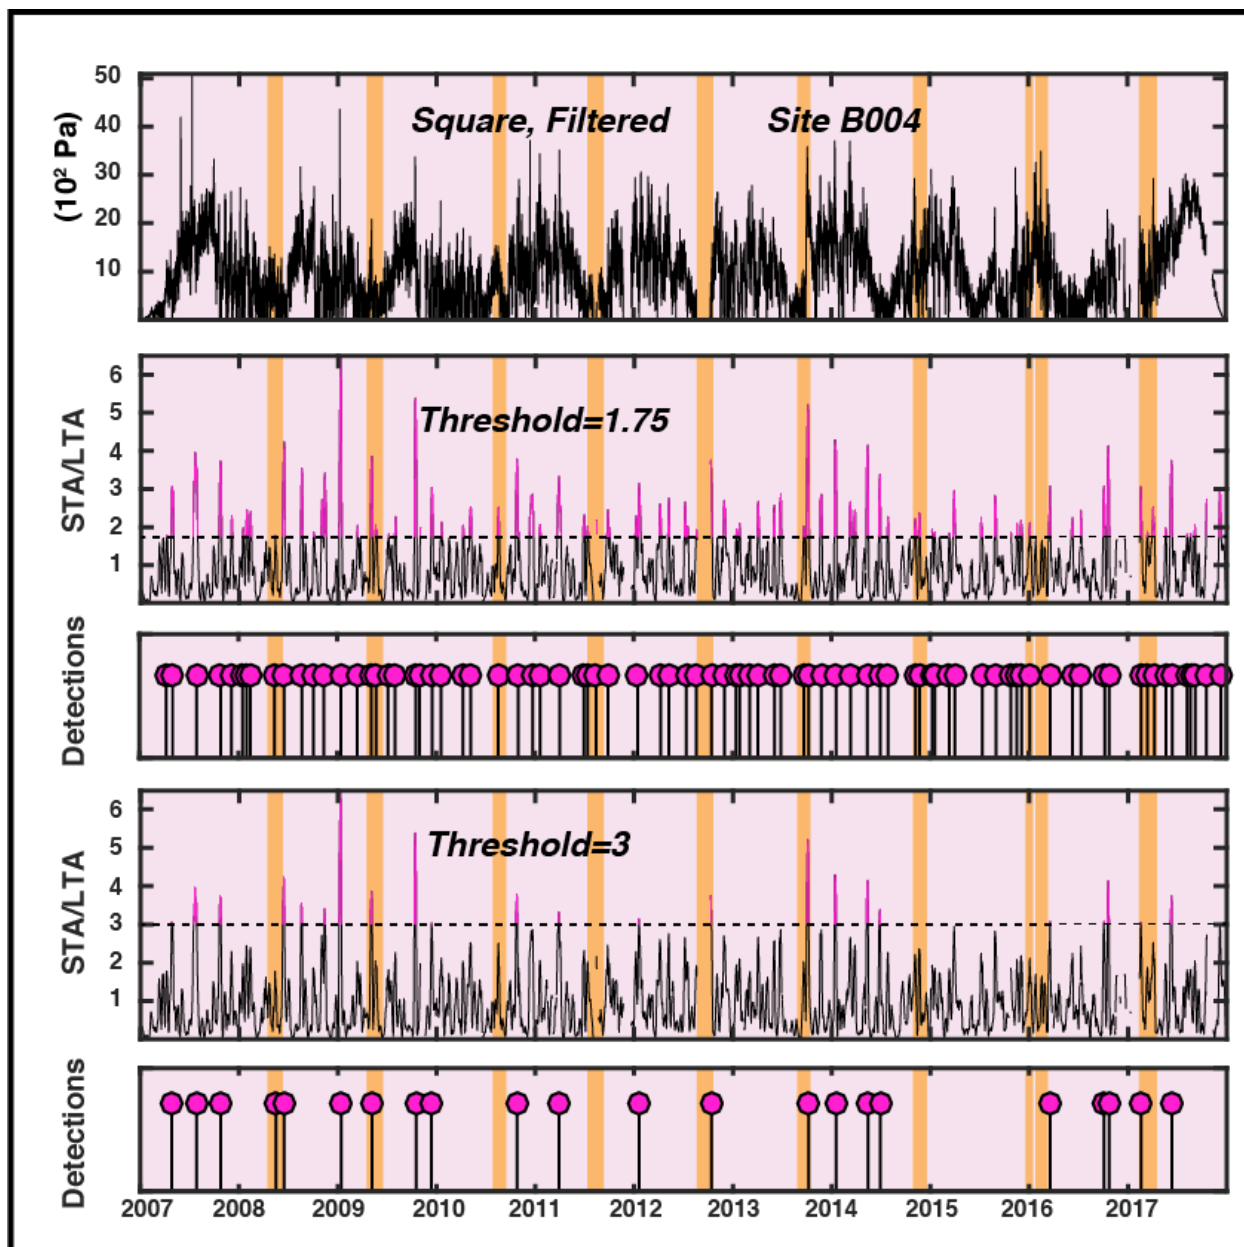 50
40
30
20
10
(10² Pa)
Square, Filtered
Site B004
6
5
4
3
2
1
STA/LTA
Threshold=1.75
Detections
6
5
4
3
2
1
STA/LTA
Threshold=3
Detections
2007 2008 2009 2010 2011 2012 2013 2014 2015 2016 2017